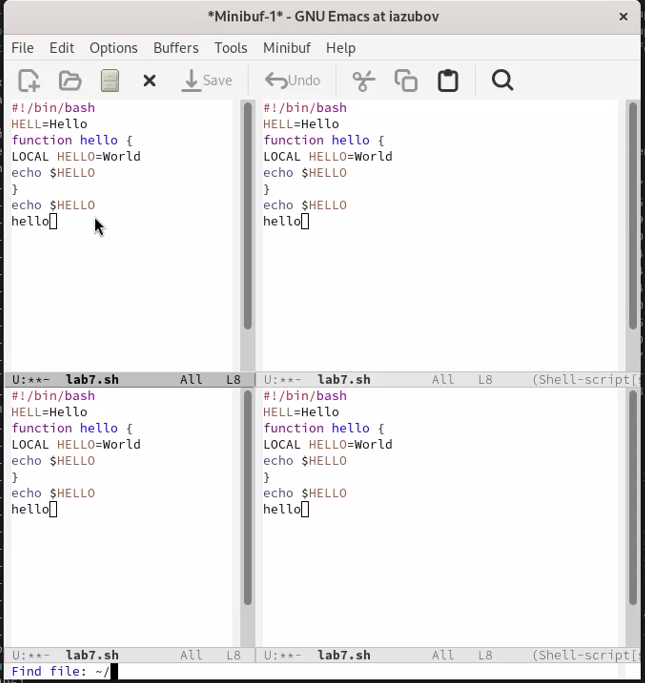 *Minibuf-1* - GNU Emacs at iazubov
File Edit Options Buffers Tools Minibuf Help
Save Undo
#!/bin/bash
HELL=Hello
function hello {
LOCAL HELLO=World
echo $HELLO
}
echo $HELLO
hello
U:**- lab7.sh All L8
#!/bin/bash
HELL=Hello
function hello {
LOCAL HELLO=World
echo $HELLO
}
echo $HELLO
hello
U:**- lab7.sh All L8 (Shell-script[
#!/bin/bash
HELL=Hello
function hello {
LOCAL HELLO=World
echo $HELLO
}
echo $HELLO
hello
U:**- lab7.sh All L8
#!/bin/bash
HELL=Hello
function hello {
LOCAL HELLO=World
echo $HELLO
}
echo $HELLO
hello
U:**- lab7.sh All L8 (Shell-script[
Find file: ~/